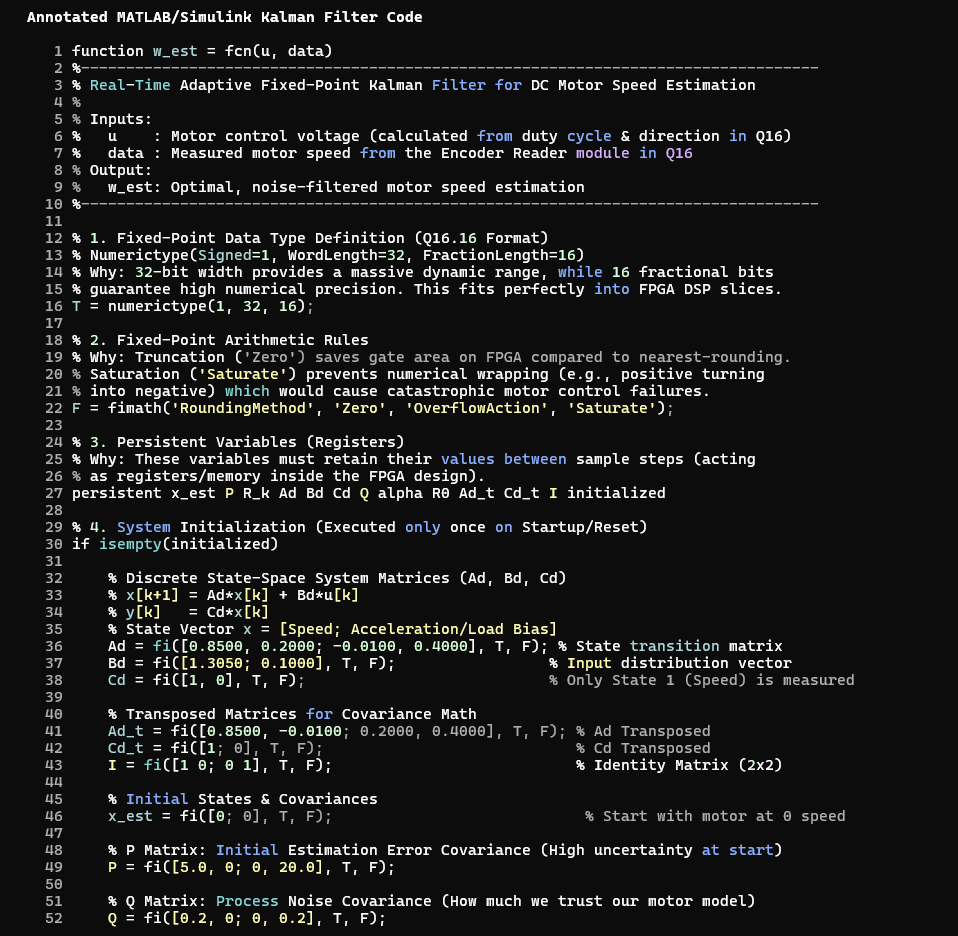 Annotated MATLAB/Simulink Kalman Filter Code
1 function w_est = fcn(u, data)
2 %----------------------------------------------------------------------------------
3 % Real-Time Adaptive Fixed-Point Kalman Filter for DC Motor Speed Estimation
4 %
5 % Inputs:
6 %   u    : Motor control voltage (calculated from duty cycle & direction in Q16)
7 %   data : Measured motor speed from the Encoder Reader module in Q16
8 % Output:
9 %   w_est: Optimal, noise-filtered motor speed estimation
10 %----------------------------------------------------------------------------------
11
12 % 1. Fixed-Point Data Type Definition (Q16.16 Format)
13 % Numerictype(Signed=1, WordLength=32, FractionLength=16)
14 % Why: 32-bit width provides a massive dynamic range, while 16 fractional bits
15 % guarantee high numerical precision. This fits perfectly into FPGA DSP slices.
16 T = numerictype(1, 32, 16);
17
18 % 2. Fixed-Point Arithmetic Rules
19 % Why: Truncation ('Zero') saves gate area on FPGA compared to nearest-rounding.
20 % Saturation ('Saturate') prevents numerical wrapping (e.g., positive turning
21 % into negative) which would cause catastrophic motor control failures.
22 F = fimath('RoundingMethod', 'Zero', 'OverflowAction', 'Saturate');
23
24 % 3. Persistent Variables (Registers)
25 % Why: These variables must retain their values between sample steps (acting
26 % as registers/memory inside the FPGA design).
27 persistent x_est P R_k Ad Bd Cd Q alpha R0 Ad_t Cd_t I initialized
28
29 % 4. System Initialization (Executed only once on Startup/Reset)
30 if isempty(initialized)
31
32     % Discrete State-Space System Matrices (Ad, Bd, Cd)
33     % x[k+1] = Ad*x[k] + Bd*u[k]
34     % y[k]   = Cd*x[k]
35     % State Vector x = [Speed; Acceleration/Load Bias]
36     Ad = fi([0.8500, 0.2000; -0.0100, 0.4000], T, F); % State transition matrix
37     Bd = fi([1.3050; 0.1000], T, F);                 % Input distribution vector
38     Cd = fi([1, 0], T, F);                           % Only State 1 (Speed) is measured
39
40     % Transposed Matrices for Covariance Math
41     Ad_t = fi([0.8500, -0.0100; 0.2000, 0.4000], T, F); % Ad Transposed
42     Cd_t = fi([1; 0], T, F);                            % Cd Transposed
43     I = fi([1 0; 0 1], T, F);                           % Identity Matrix (2x2)
44
45     % Initial States & Covariances
46     x_est = fi([0; 0], T, F);                            % Start with motor at 0 speed
47
48     % P Matrix: Initial Estimation Error Covariance (High uncertainty at start)
49     P = fi([5.0, 0; 0, 20.0], T, F);
50
51     % Q Matrix: Process Noise Covariance (How much we trust our motor model)
52     Q = fi([0.2, 0; 0, 0.2], T, F);